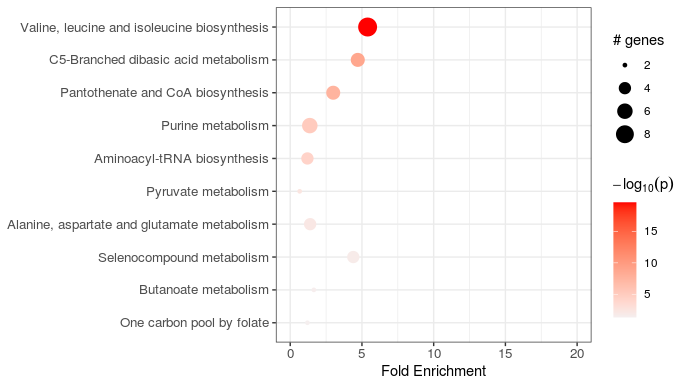 Valine, leucine and isoleucine biosynthesis
C5-Branched dibasic acid metabolism
Pantothenate and CoA biosynthesis
Purine metabolism
Aminoacyl-tRNA biosynthesis
Pyruvate metabolism
Alanine, aspartate and glutamate metabolism
Selenocompound metabolism
Butanoate metabolism
One carbon pool by folate
0 5 10 15 20
Fold Enrichment
# genes
2
4
6
8
−log10(p)
15
10
5